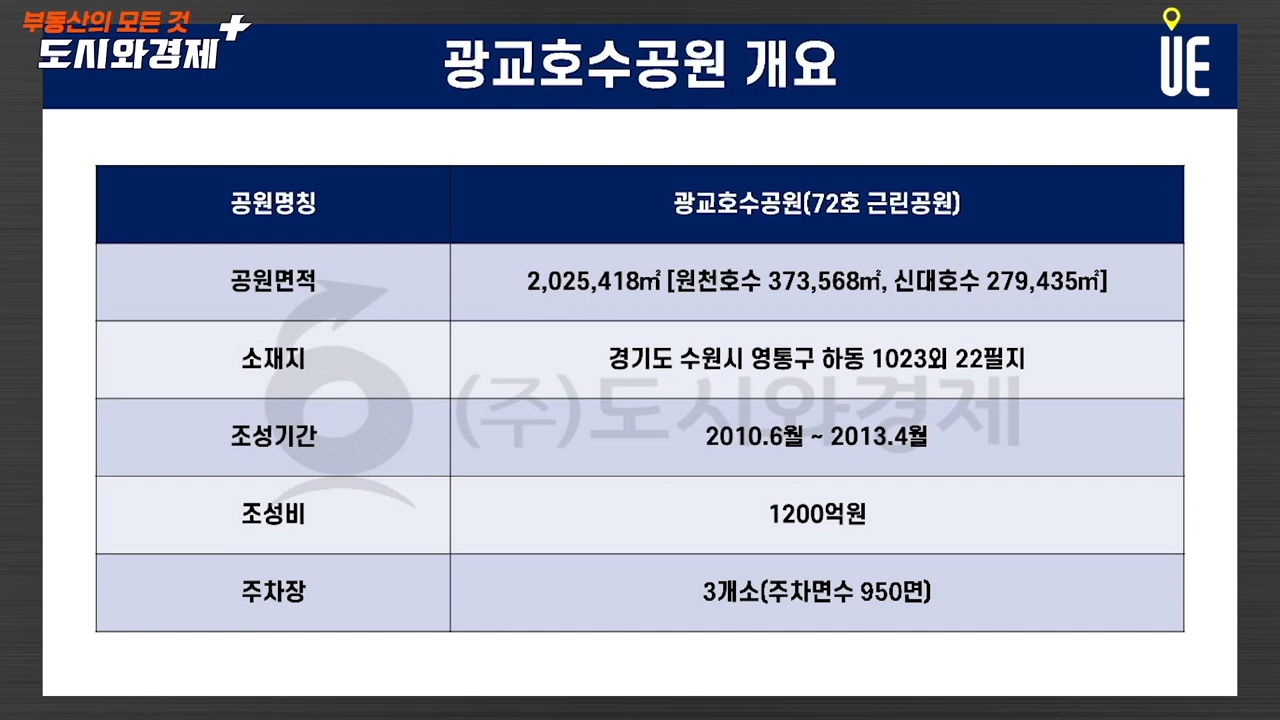 부동산의 모든 것
도시와경제+
광교호수공원 개요
UE
공원명칭 광교호수공원(72호 근린공원)
공원면적 2,025,418㎡ [원천호수 373,568㎡, 신대호수 279,435㎡]
소재지 경기도 수원시 영통구 하동 1023외 22필지
(주)도시와경제
조성기간 2010.6월 ~ 2013.4월
조성비 1200억원
주차장 3개소(주차면수 950면)